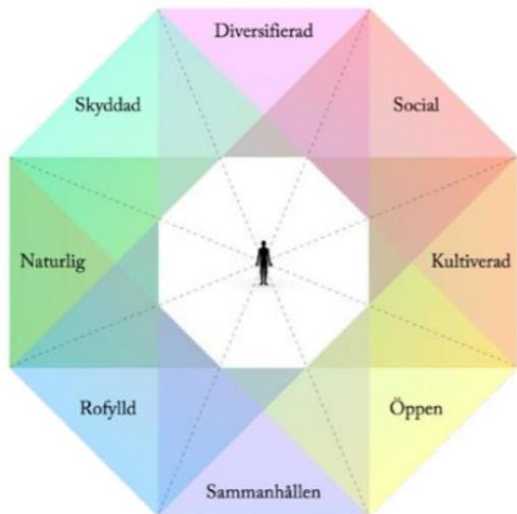 Diversifierad
Skyddad
Social
Naturlig
Kultiverad
Rofylld
Öppen
Sammanhållen